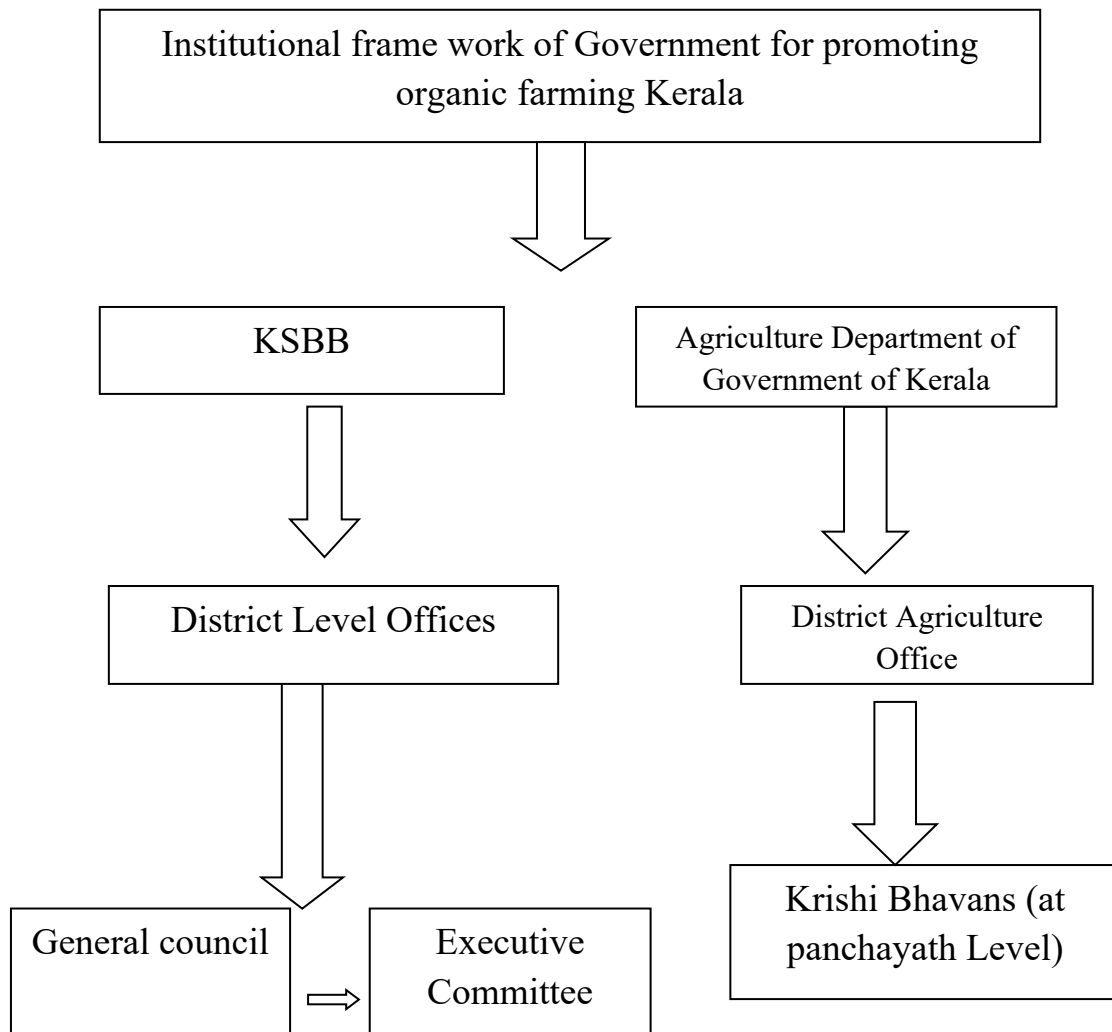 Institutional frame work of Government for promoting
organic farming Kerala
KSBB
Agriculture Department of
Government of Kerala
District Level Offices
District Agriculture
Office
General council
Executive
Committee
Krishi Bhavans (at
panchayath Level)